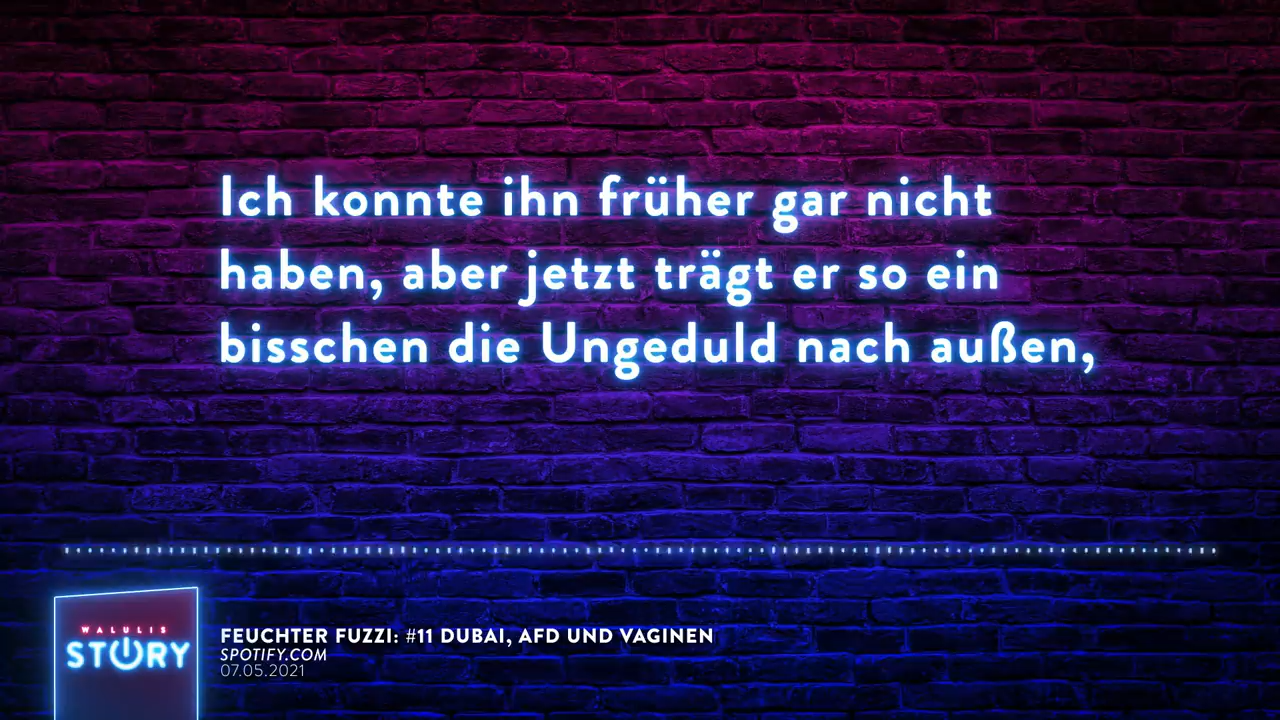 Ich konnte ihn früher gar nicht
haben, aber jetzt trägt er so ein
bisschen die Ungeduld nach außen,
WALULIS
STORY
FEUCHTER FUZZI: #11 DUBAI, AFD UND VAGINEN
SPOTIFY.COM
07.05.2021